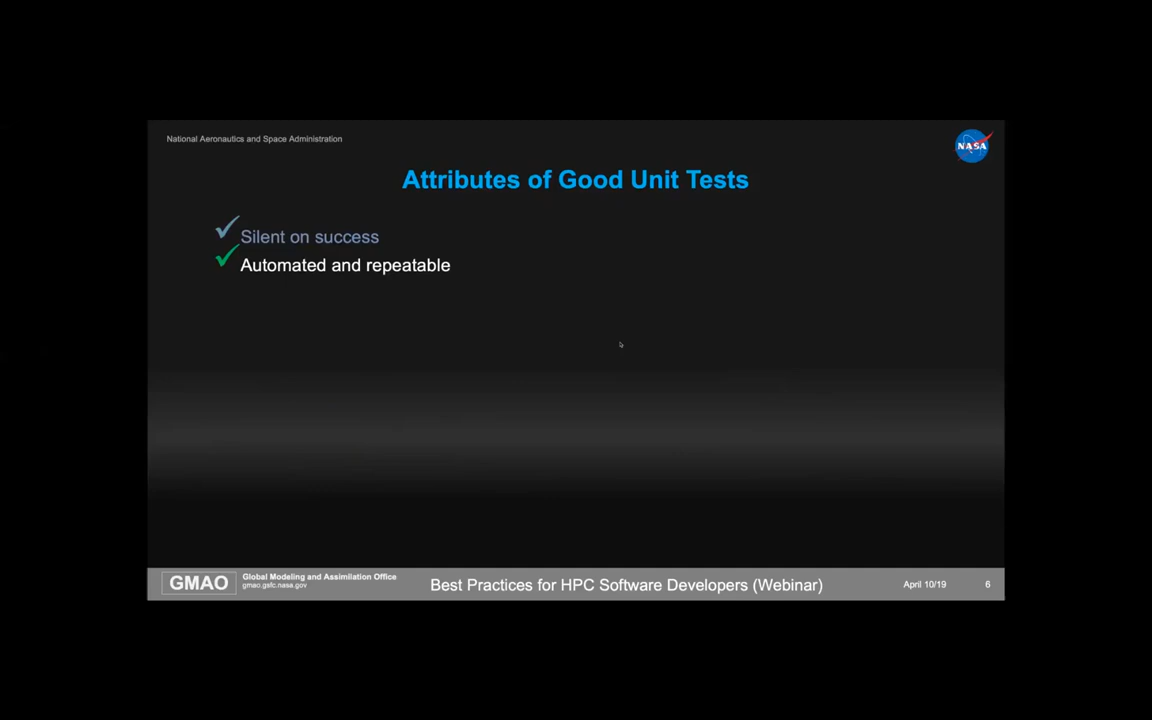 National Aeronautics and Space Administration
NASA
Attributes of Good Unit Tests
Silent on success
Automated and repeatable
GMAO
Global Modeling and Assimilation Office
gmao.gsfc.nasa.gov
Best Practices for HPC Software Developers (Webinar)
April 10/19
6